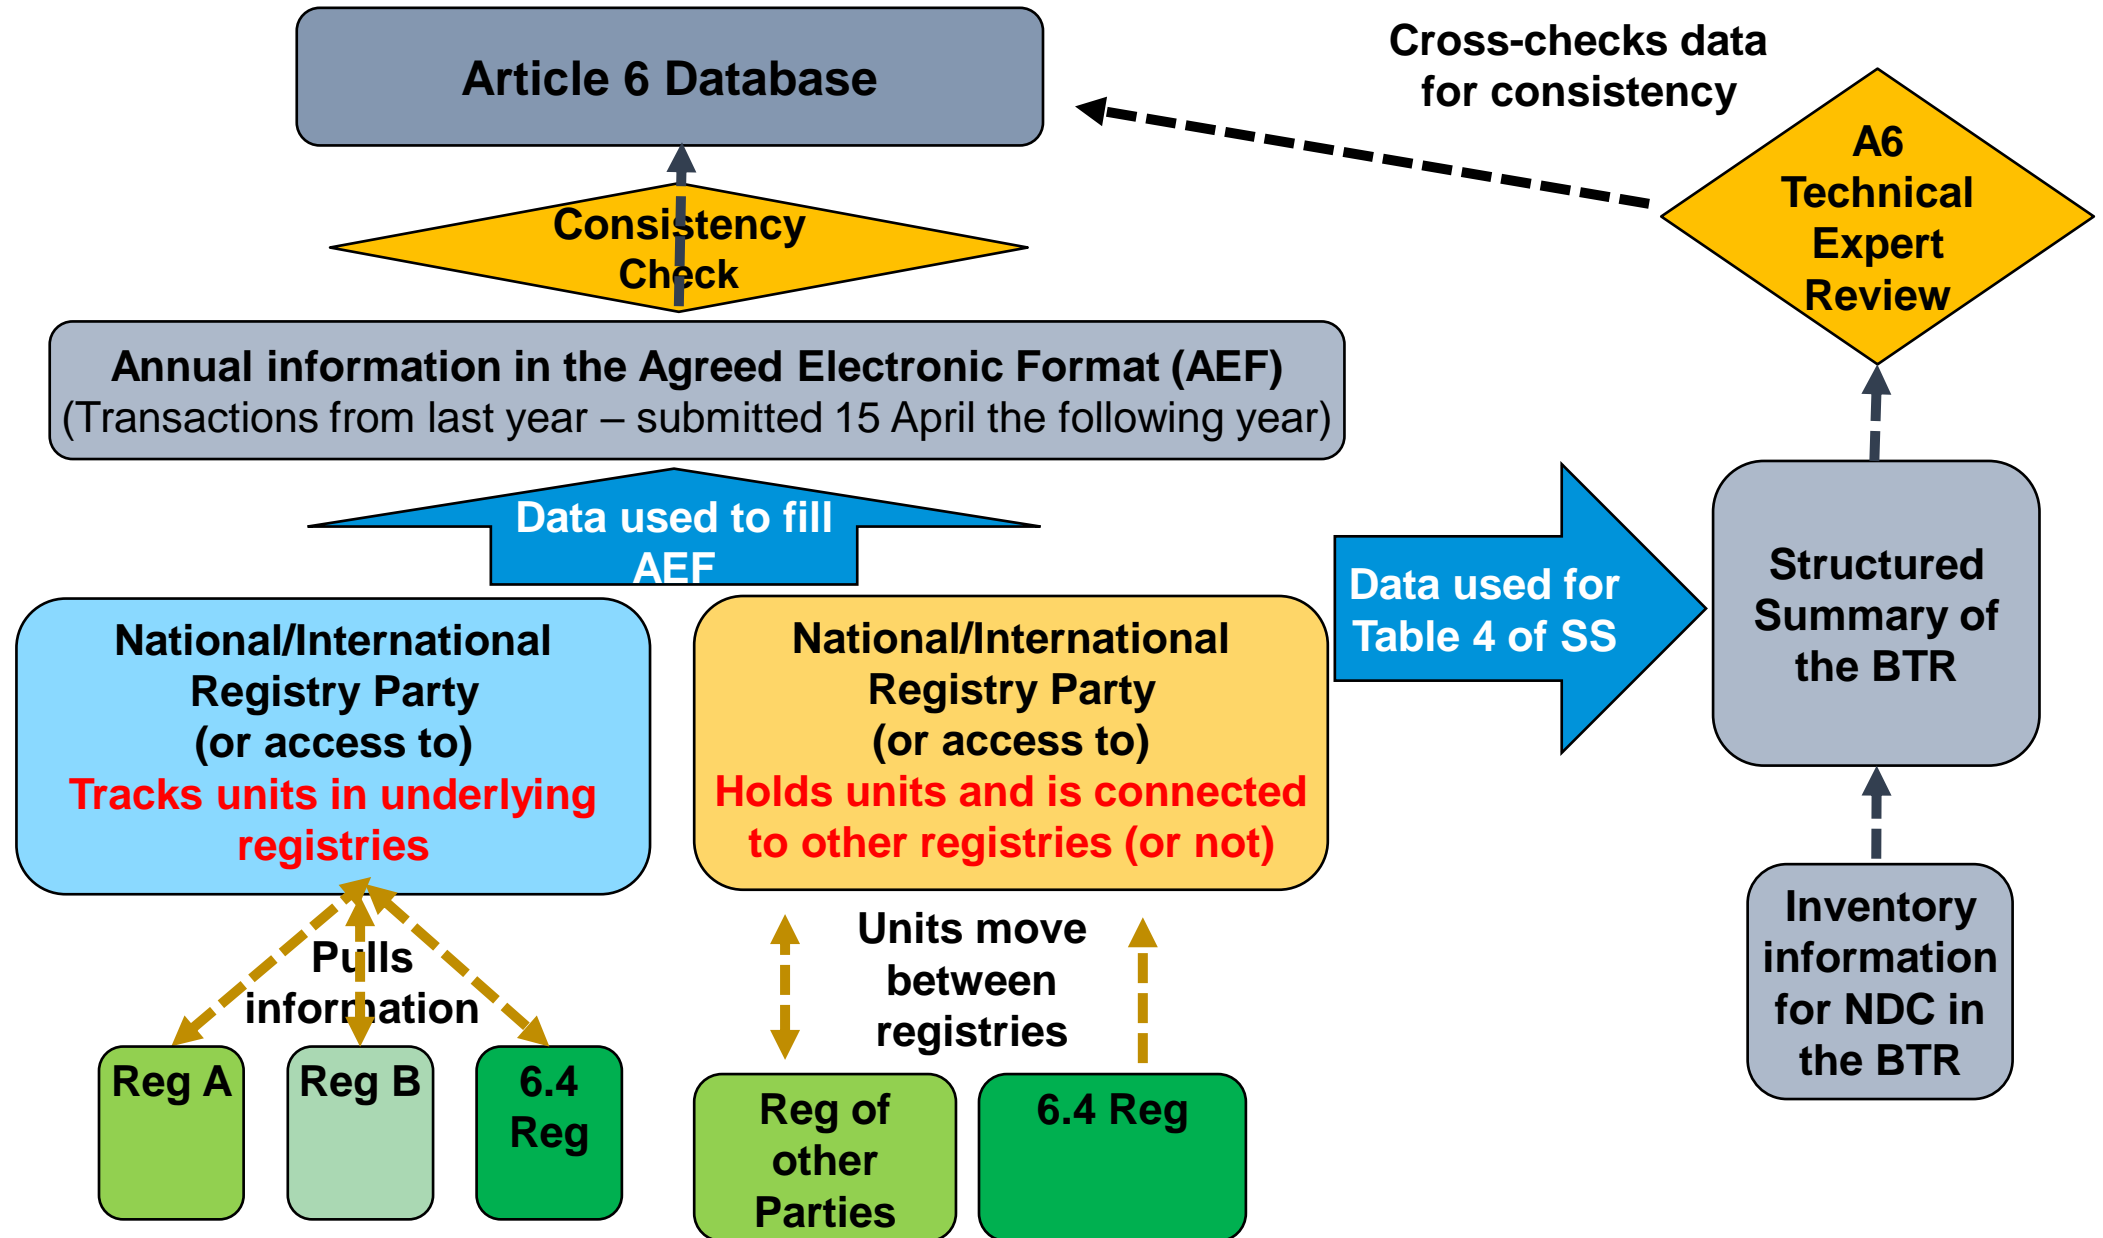 Article 6 Database
Cross-checks data
for consistency
A6
Technical
Expert
Review
Consistency
Check
Annual information in the Agreed Electronic Format (AEF)
(Transactions from last year – submitted 15 April the following year)
Data used to fill
AEF
Data used for
Table 4 of SS
Structured
Summary of
the BTR
National/International
Registry Party
(or access to)
Tracks units in underlying
registries
National/International
Registry Party
(or access to)
Holds units and is connected
to other registries (or not)
Pulls
information
Units move
between
registries
Inventory
information
for NDC in
the BTR
Reg A
Reg B
6.4
Reg
Reg of
other
Parties
6.4 Reg